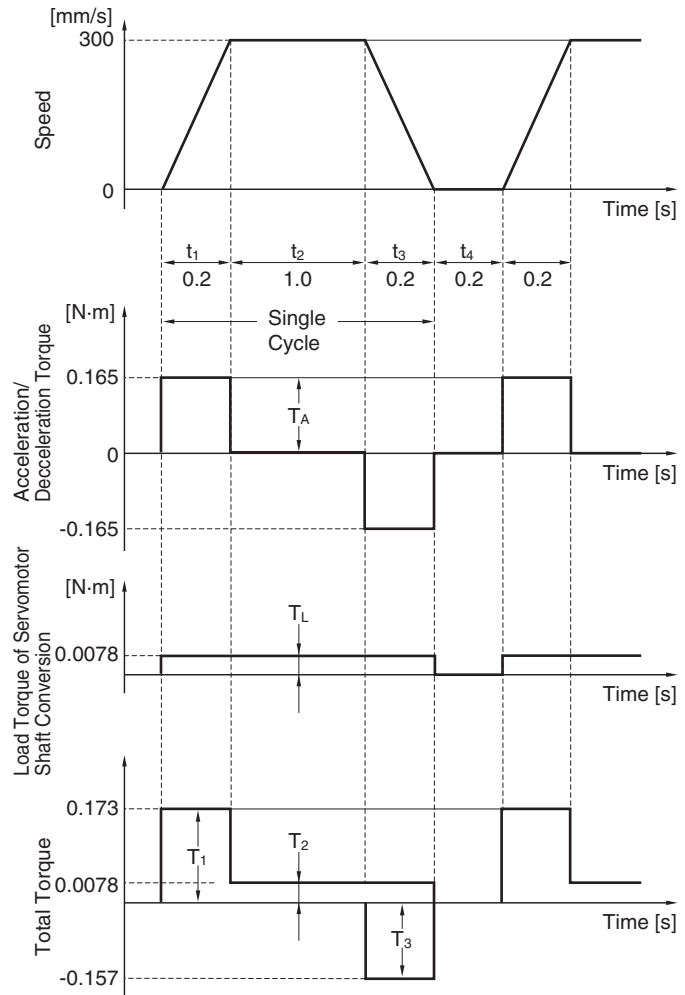 [mm/s]
300
Speed
0
Time [s]
t₁ t₂ t₃ t₄
0.2 1.0 0.2 0.2 0.2
[N·m]
Single
Cycle
0.165
Acceleration/
Decceleration Torque
T_A
0
Time [s]
-0.165
[N·m]
Load Torque of Servomotor
Shaft Conversion
T_L
0.0078
Time [s]
Total Torque
0.173
T₁
T₂
0.0078
Time [s]
T₃
-0.157